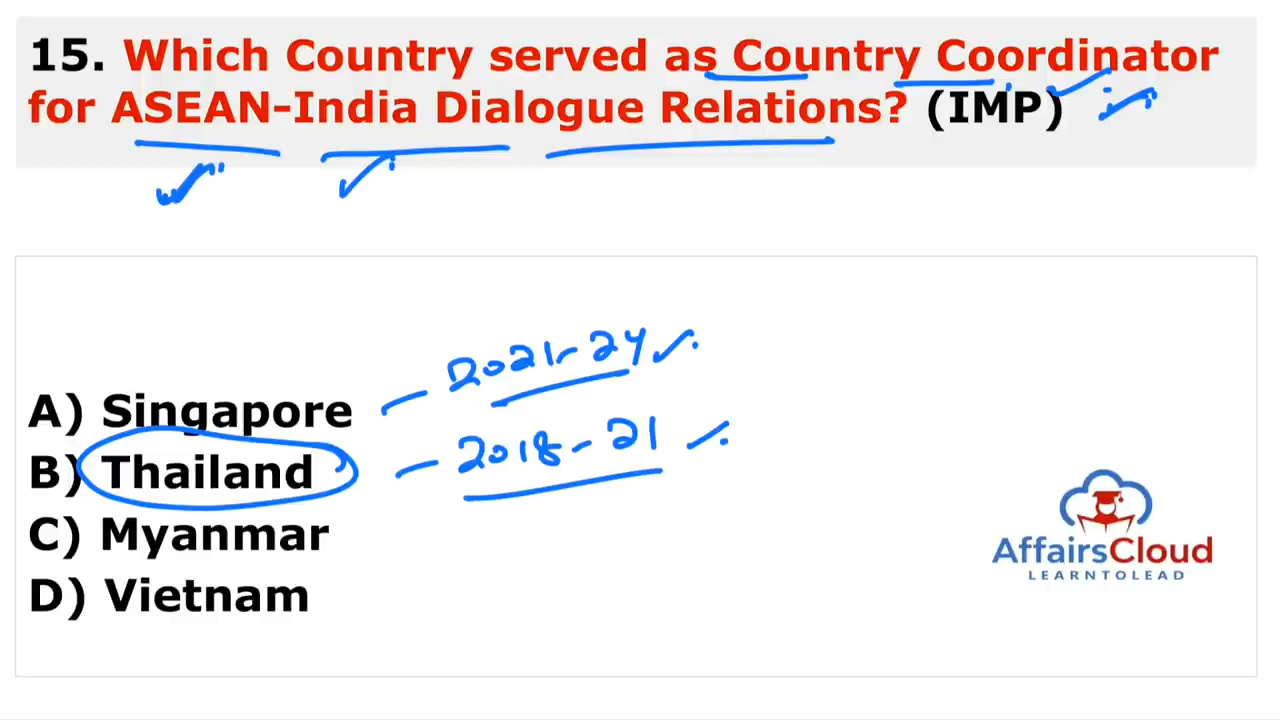 15. Which Country served as Country Coordinator
for ASEAN-India Dialogue Relations? (IMP)
A) Singapore - 2021-24
B) Thailand - 2018-21
C) Myanmar
D) Vietnam
AffairsCloud
LEARNTOLEAD